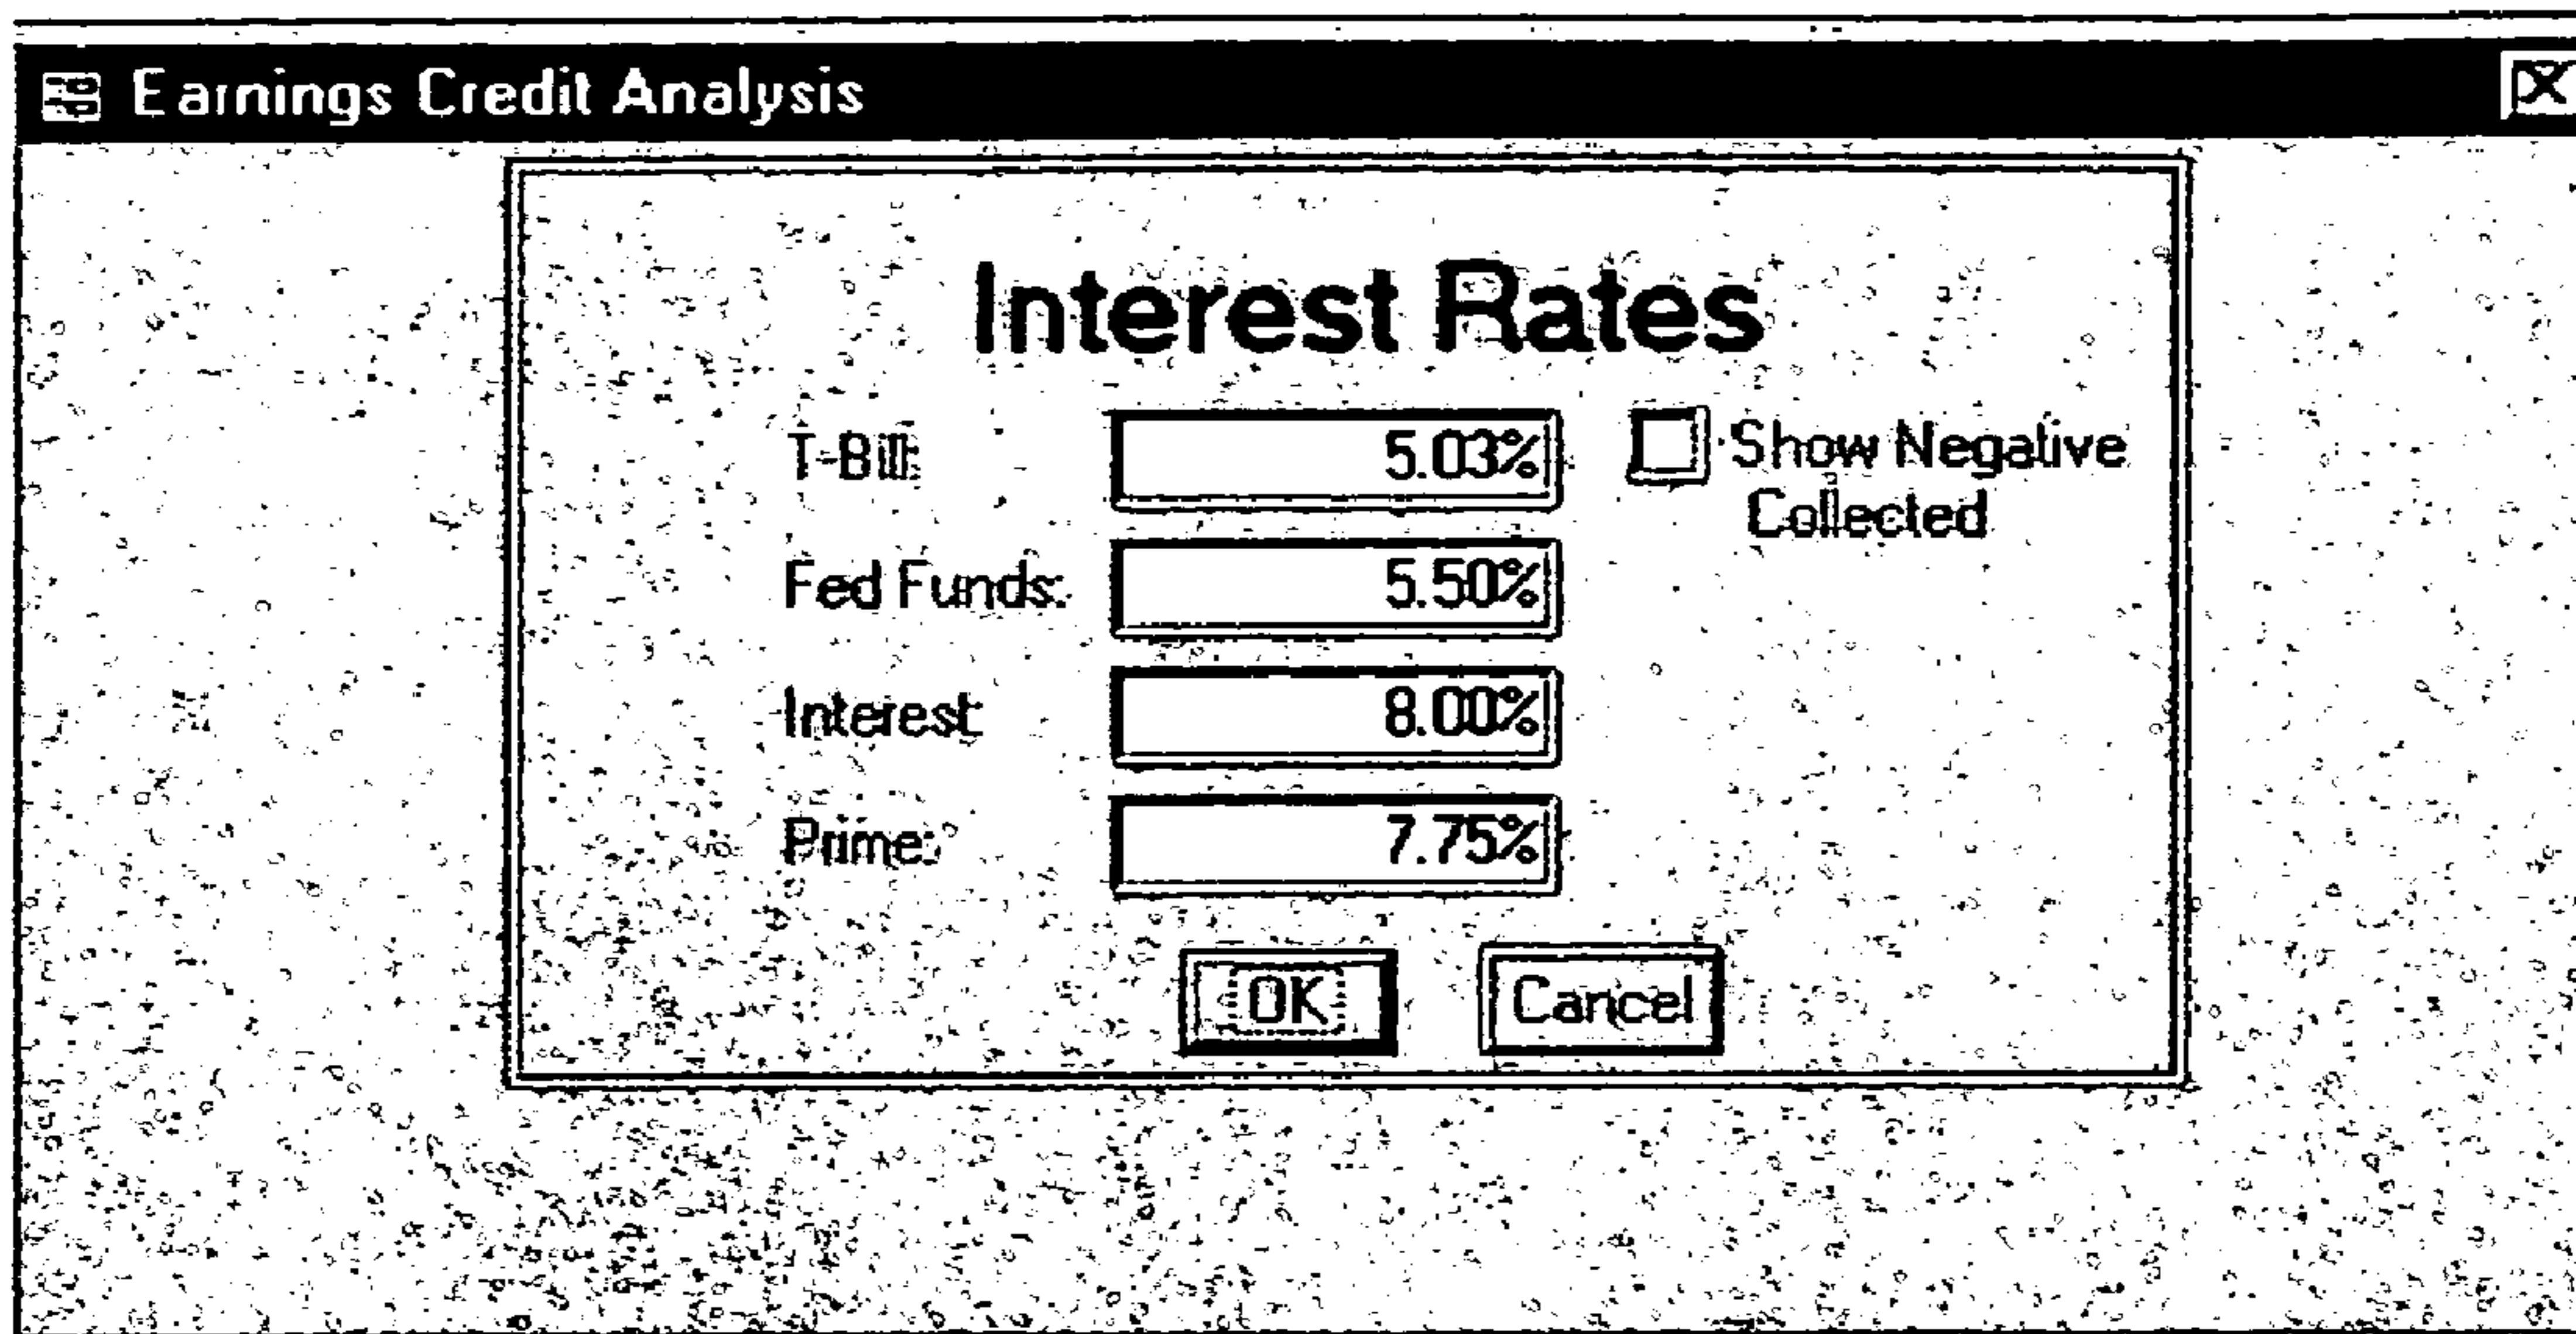 Earnings Credit Analysis
Interest Rates
T-Bill: 5.03% Show Negative
Collected
Fed Funds: 5.50%
Interest: 8.00%
Prime: 7.75%
OK Cancel